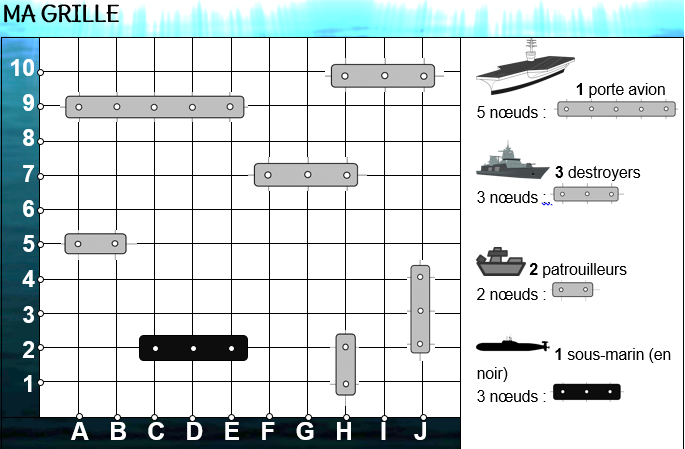 MA GRILLE
10
9
8
7
6
5
4
3
2
1
A B C D E F G H I J
1 porte avion
5 nœuds :
3 destroyers
3 nœuds :
2 patrouilleurs
2 nœuds :
1 sous-marin (en
noir)
3 nœuds :